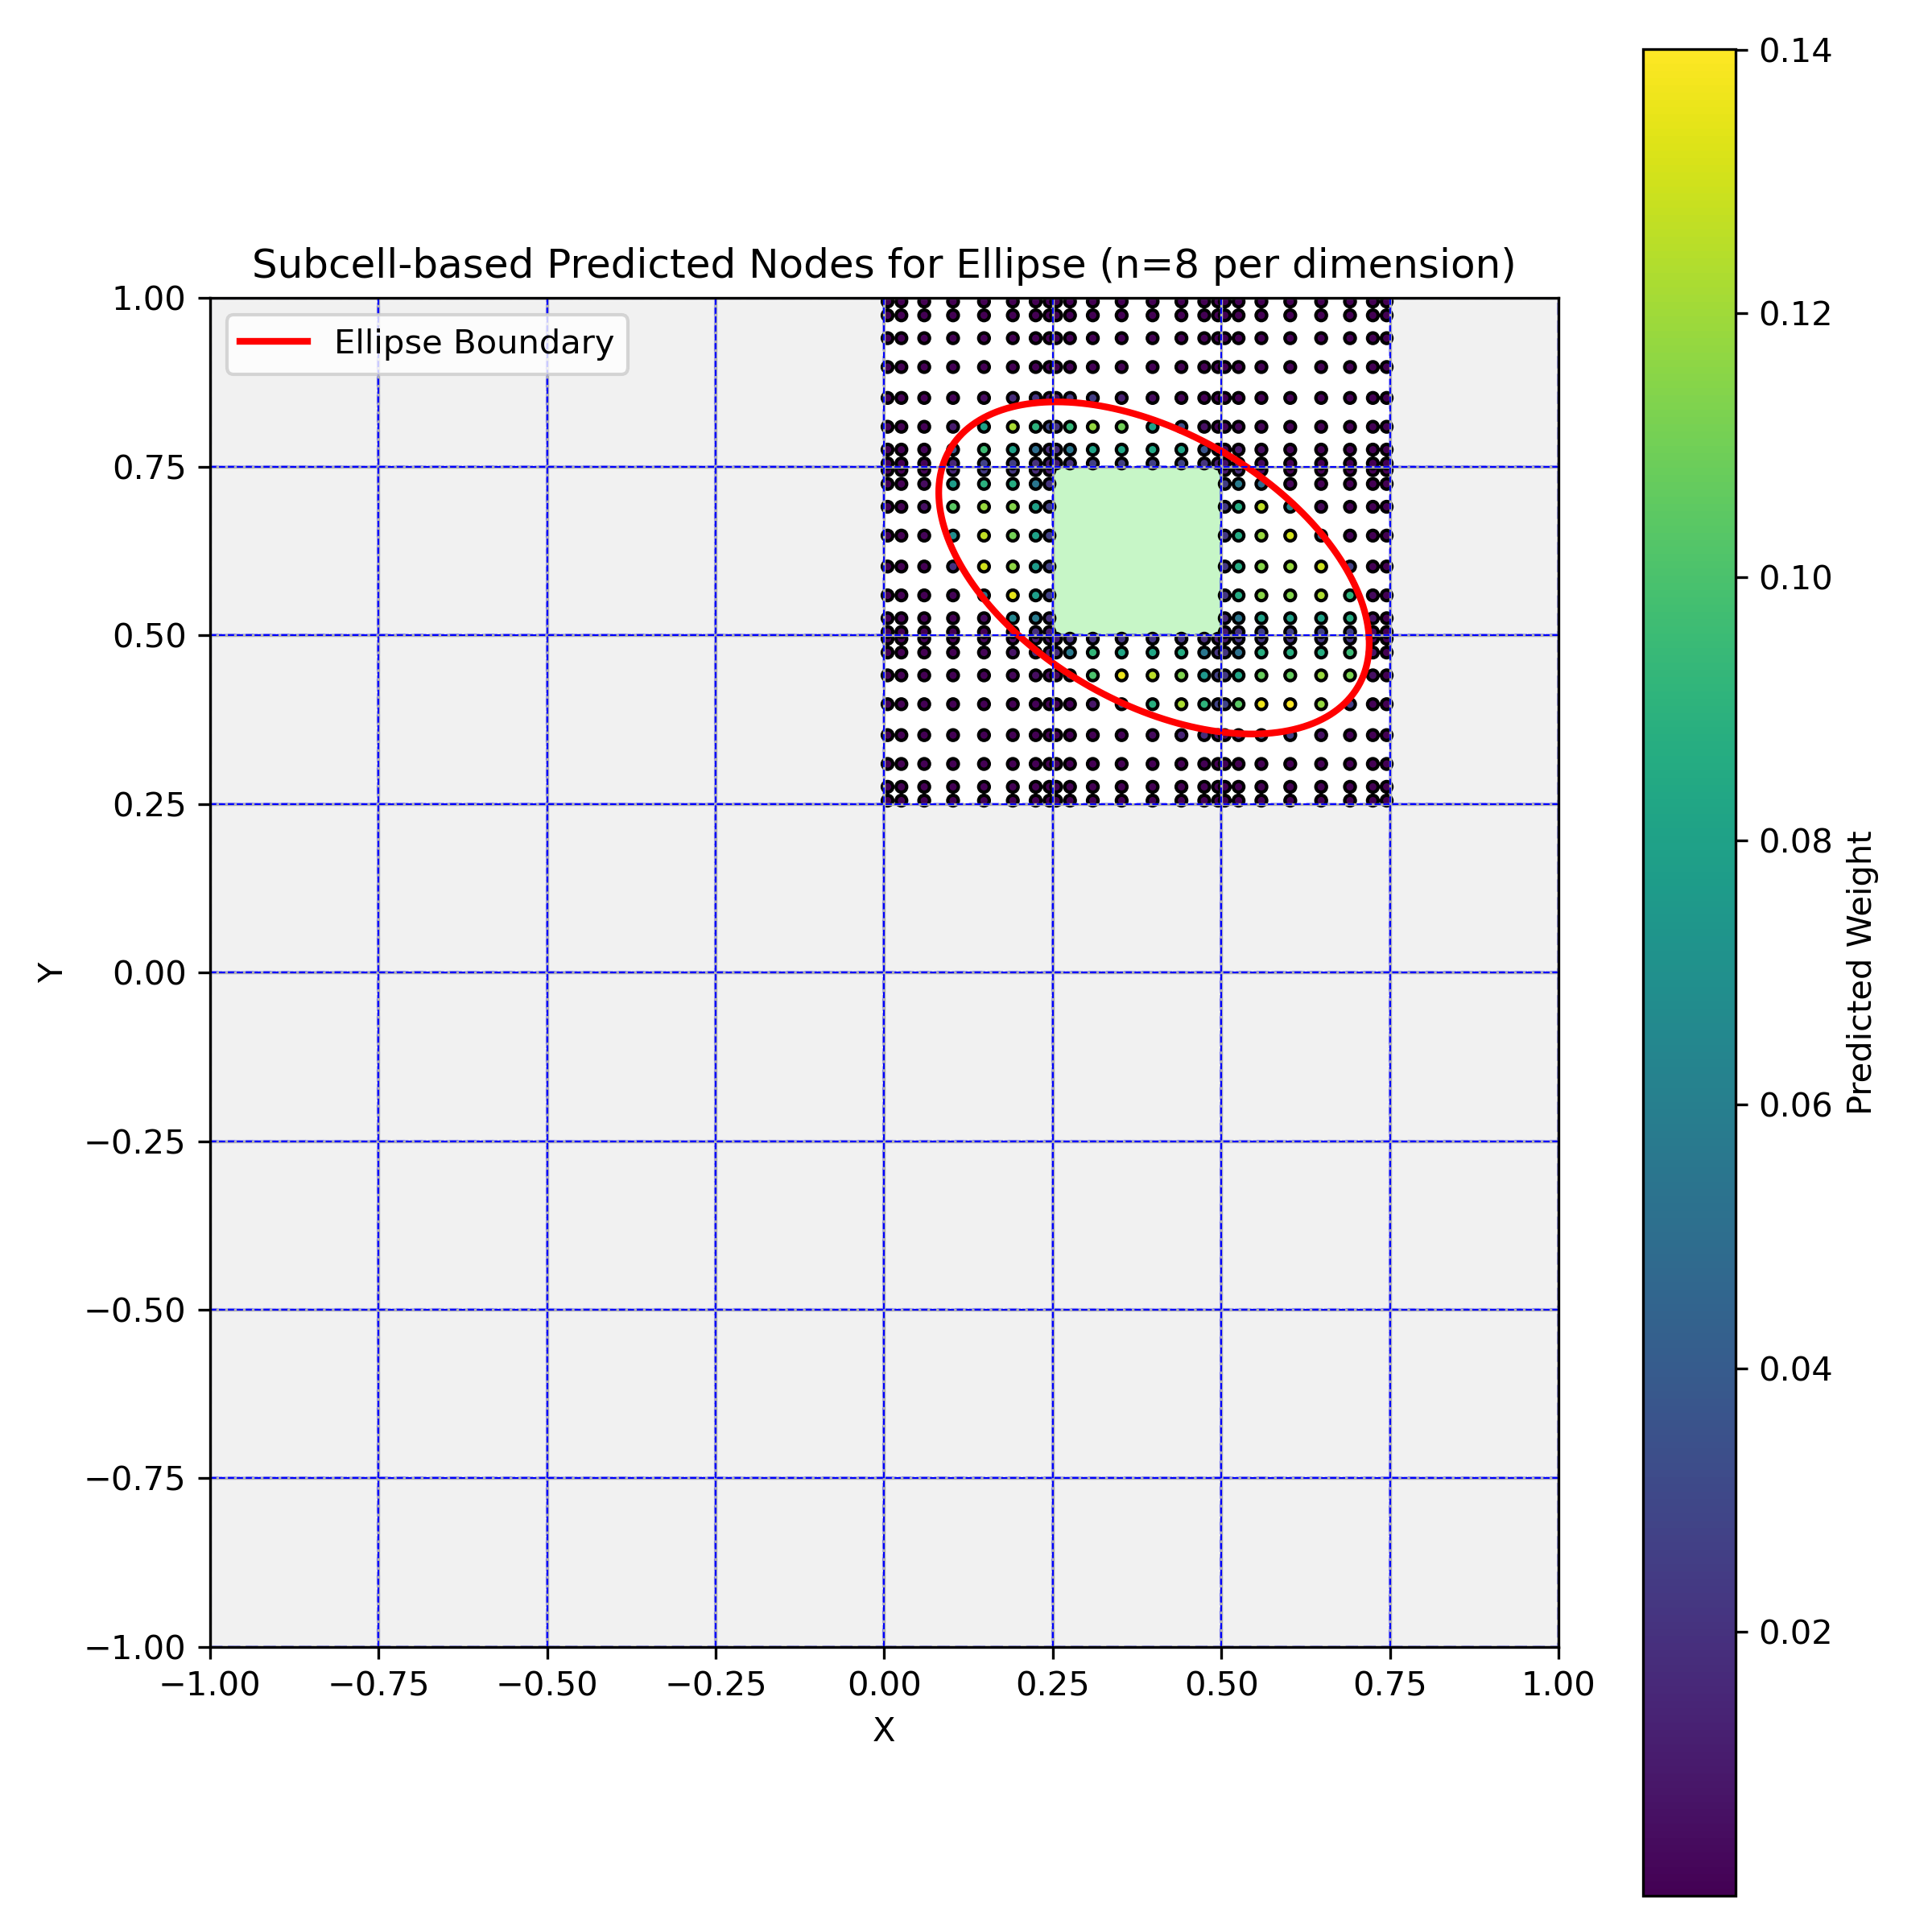 Subcell-based Predicted Nodes for Ellipse (n=8 per dimension)
Ellipse Boundary
1.00
0.75
0.50
0.25
0.00
−0.25
−0.50
−0.75
−1.00
Y
−1.00 −0.75 −0.50 −0.25 0.00 0.25 0.50 0.75 1.00
X
0.14
0.12
0.10
0.08
0.06
0.04
0.02
Predicted Weight